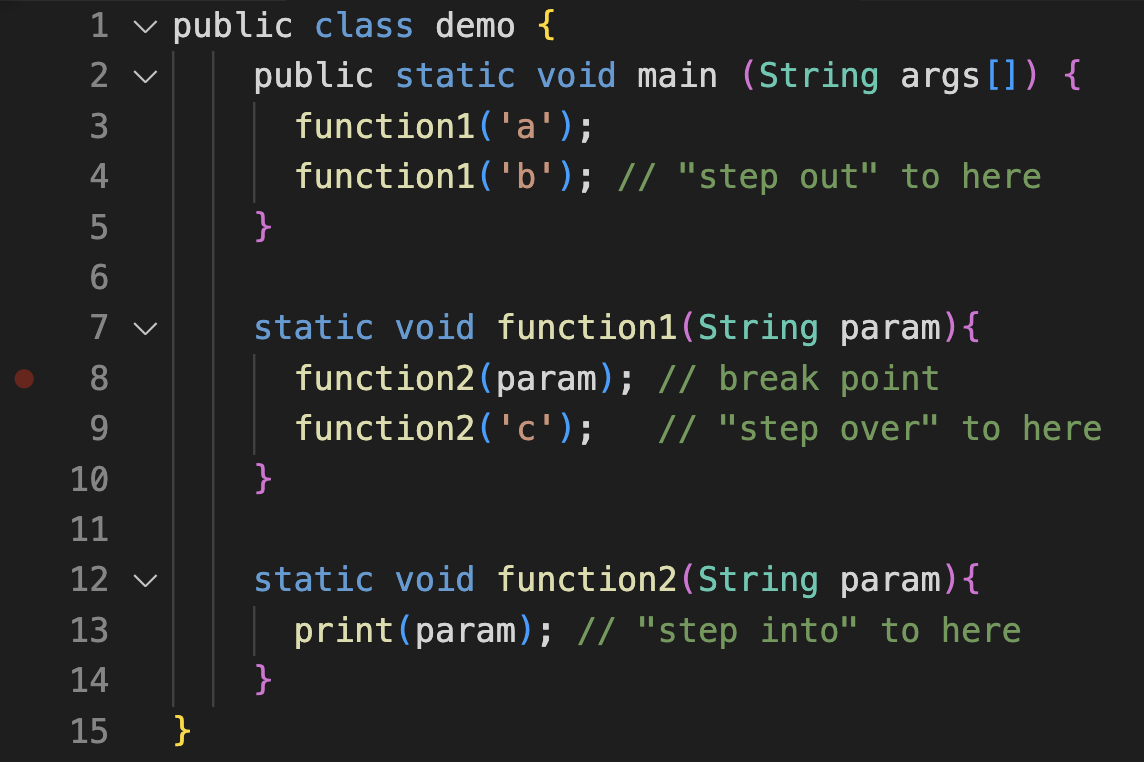 1 public class demo {
2 public static void main (String args[]) {
3 function1('a');
4 function1('b'); // "step out" to here
5 }
6
7 static void function1(String param){
8 function2(param); // break point
9 function2('c');   // "step over" to here
10 }
11
12 static void function2(String param){
13 print(param); // "step into" to here
14 }
15 }